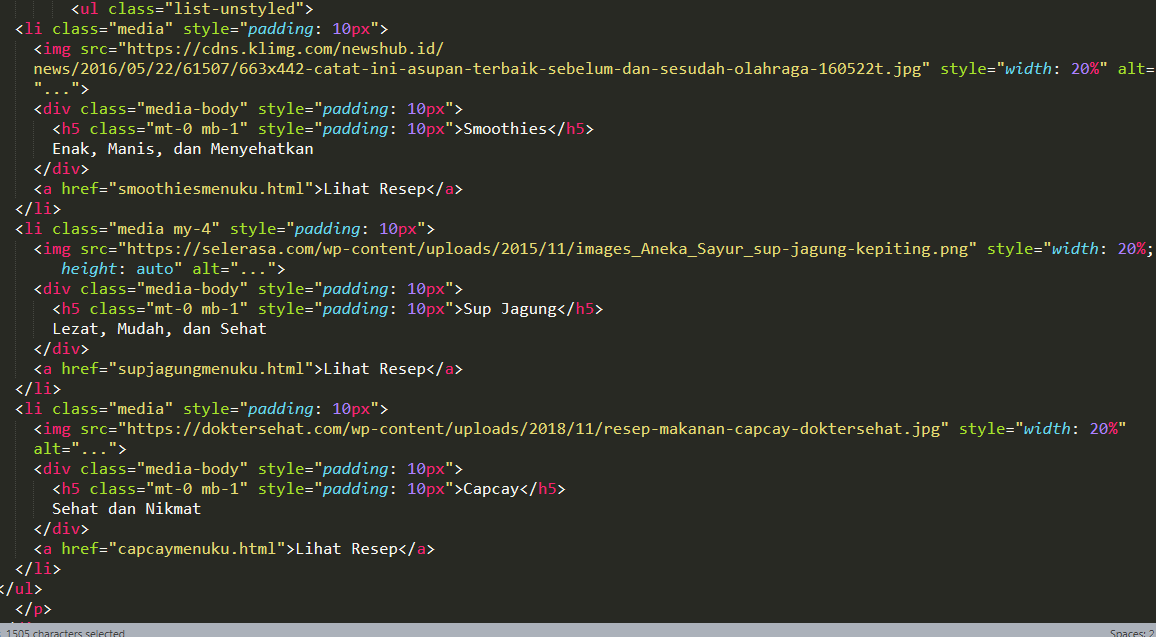 <ul class="list-unstyled">
<li class="media" style="padding: 10px">
<img src="https://cdns.klimg.com/newshub.id/
news/2016/05/22/61507/663x442-catat-ini-asupan-terbaik-sebelum-dan-sesudah-olahraga-160522t.jpg" style="width: 20%" alt=
"...">
<div class="media-body" style="padding: 10px">
<h5 class="mt-0 mb-1" style="padding: 10px">Smoothies</h5>
Enak, Manis, dan Menyehatkan
</div>
<a href="smoothiesmenuku.html">Lihat Resep</a>
</li>
<li class="media my-4" style="padding: 10px">
<img src="https://selerasa.com/wp-content/uploads/2015/11/images_Aneka_Sayur_sup-jagung-kepiting.png" style="width: 20%;
height: auto" alt="...">
<div class="media-body" style="padding: 10px">
<h5 class="mt-0 mb-1" style="padding: 10px">Sup Jagung</h5>
Lezat, Mudah, dan Sehat
</div>
<a href="supjagungmenuku.html">Lihat Resep</a>
</li>
<li class="media" style="padding: 10px">
<img src="https://doktersehat.com/wp-content/uploads/2018/11/resep-makanan-capcay-doktersehat.jpg" style="width: 20%"
alt="...">
<div class="media-body" style="padding: 10px">
<h5 class="mt-0 mb-1" style="padding: 10px">Capcay</h5>
Sehat dan Nikmat
</div>
<a href="capcaymenuku.html">Lihat Resep</a>
</li>
</ul>
</p>
1505 characters selected
Spaces: 2